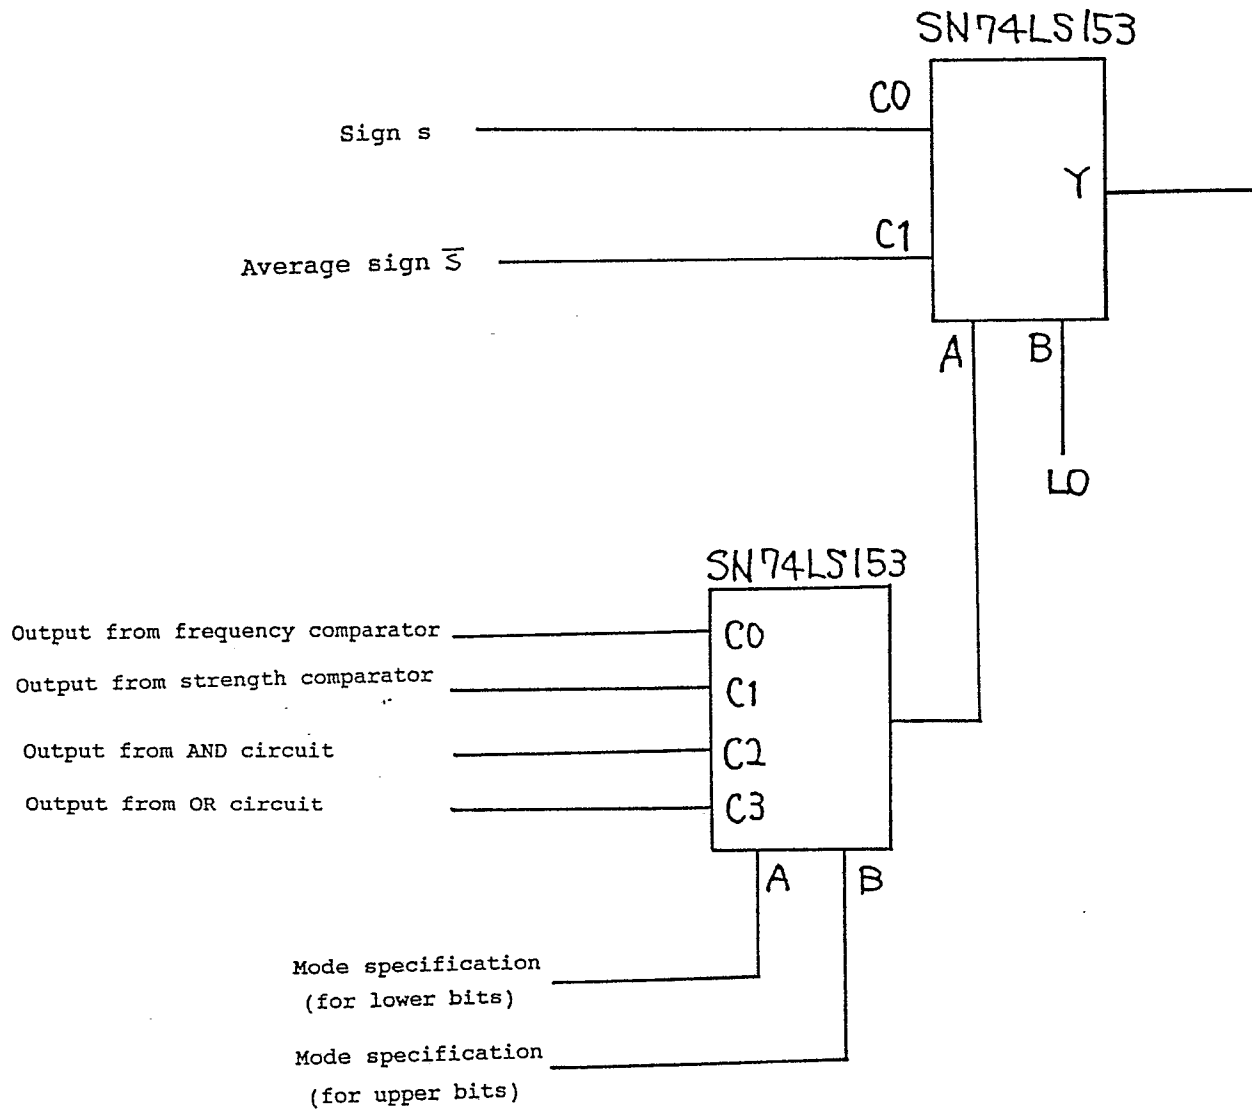 SN74LS153
C0
Sign s
Y
C1
Average sign s̅
A
B
LO
SN74LS153
Output from frequency comparator
C0
Output from strength comparator
C1
Output from AND circuit
C2
Output from OR circuit
C3
A
B
Mode specification
(for lower bits)
Mode specification
(for upper bits)